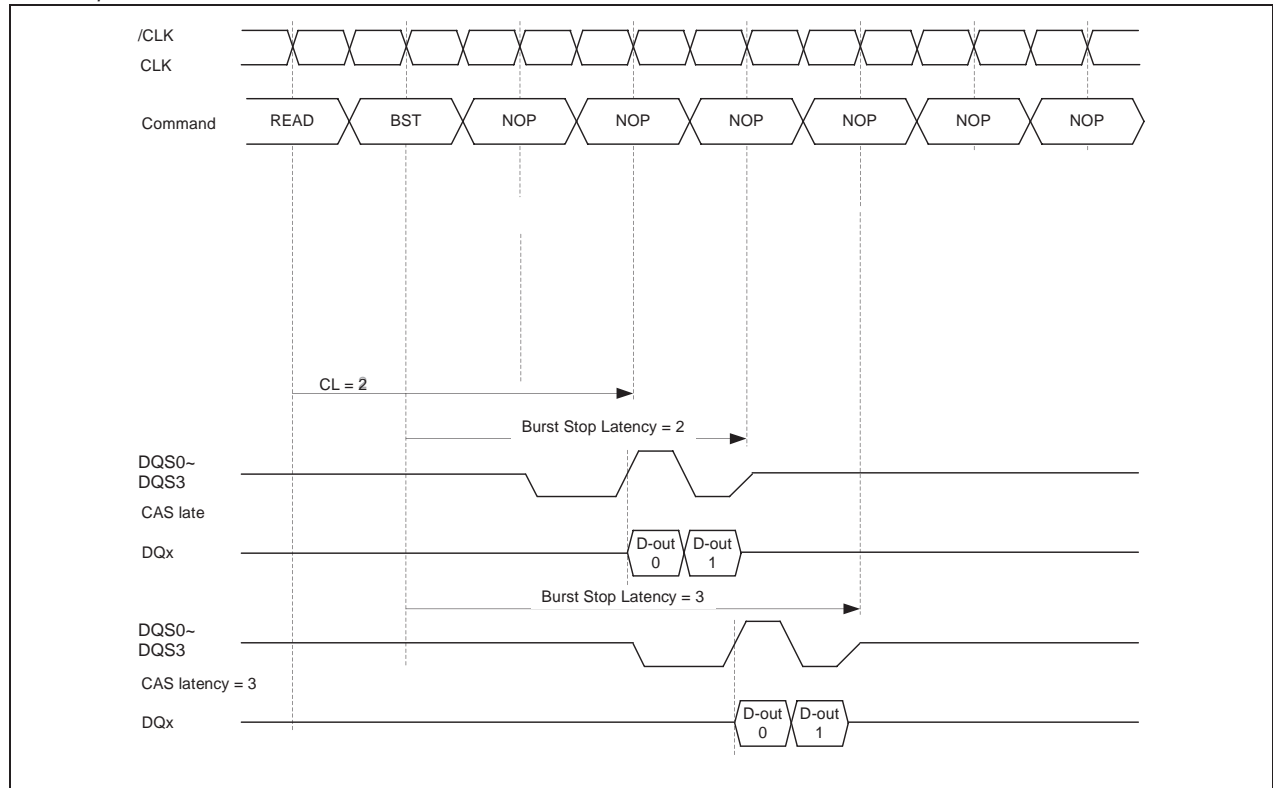 /CLK
CLK
Command READ BST NOP NOP NOP NOP NOP NOP
CL = 2
Burst Stop Latency = 2
DQS0~
DQS3
CAS late
DQx
D-out
0
D-out
1
Burst Stop Latency = 3
DQS0~
DQS3
CAS latency = 3
DQx
D-out
0
D-out
1